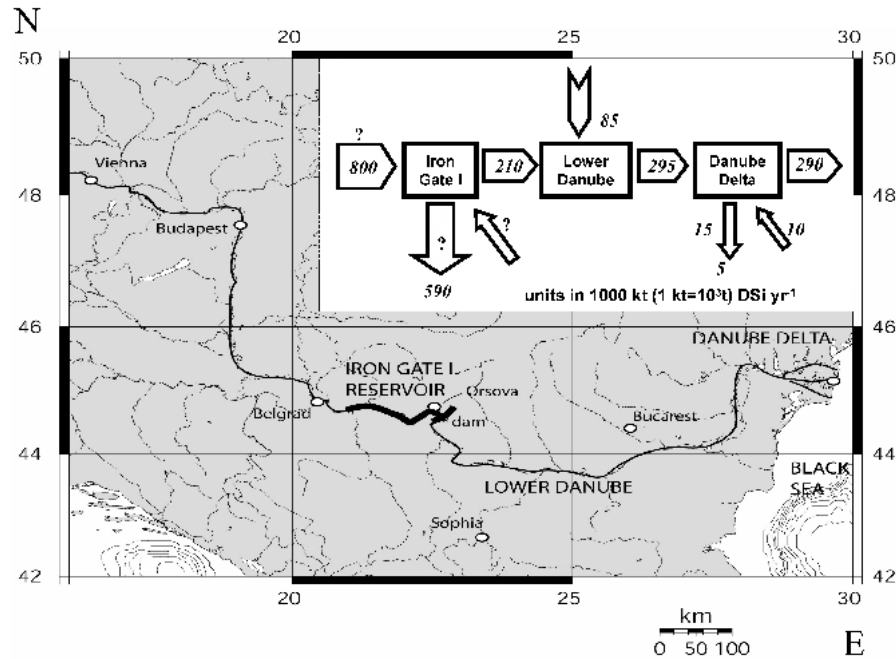 N
20
25
30
50
50
?
85
800
Iron
Gate I
210
Lower
Danube
295
Danube
Delta
290
Vienna
48
48
Budapest
?
?
15
10
5
590
units in 1000 kt (1 kt=10³t) DSi yr⁻¹
46
46
DANUBE DELTA
IRON GATE I
RESERVOIR
Orsova
Belgrad
dam
Bucarest
44
44
LOWER DANUBE
BLACK
SEA
Sophia
42
42
20
25
30
km
0 50 100
E